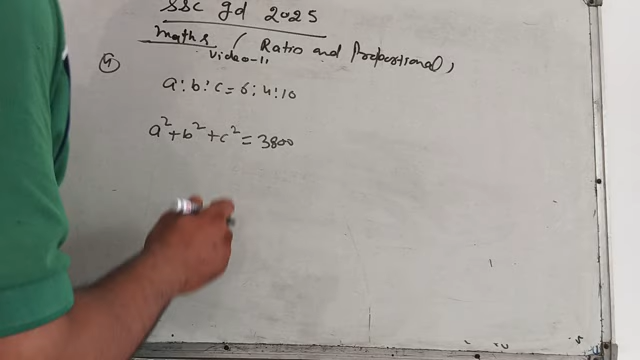 SSC gd 2025
Maths ( Ratio and Proportional),
Video-11
4)
a:b:c = 6:4:10
a²+b²+c² = 3800